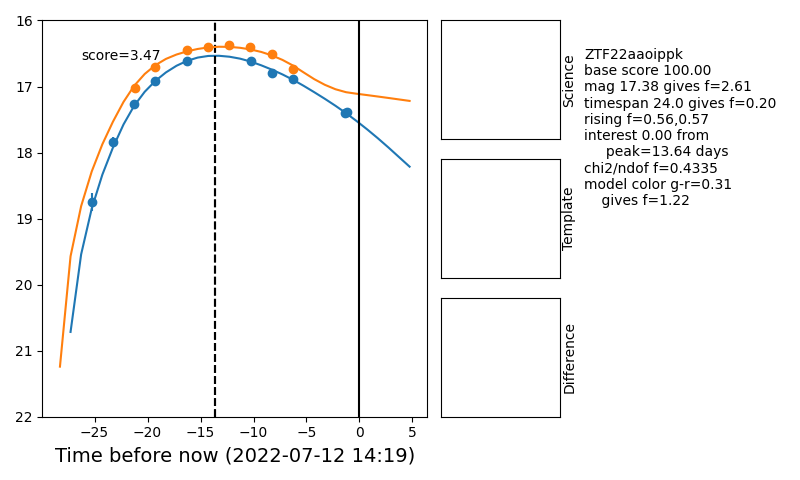 16
17
18
19
20
21
22
score=3.47
−25
−20
−15
−10
−5
0
5
Time before now (2022-07-12 14:19)
Science
Template
Difference
ZTF22aaoippk
base score 100.00
mag 17.38 gives f=2.61
timespan 24.0 gives f=0.20
rising f=0.56,0.57
interest 0.00 from
peak=13.64 days
chi2/ndof f=0.4335
model color g-r=0.31
gives f=1.22